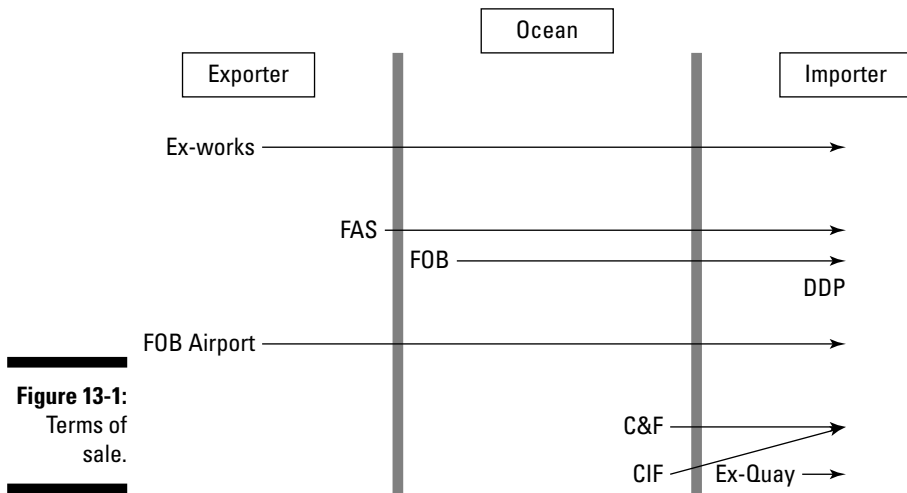 Ocean
Exporter
Importer
Ex-works
FAS
FOB
DDP
FOB Airport
Figure 13-1:
Terms of
sale.
C&F
CIF
Ex-Quay